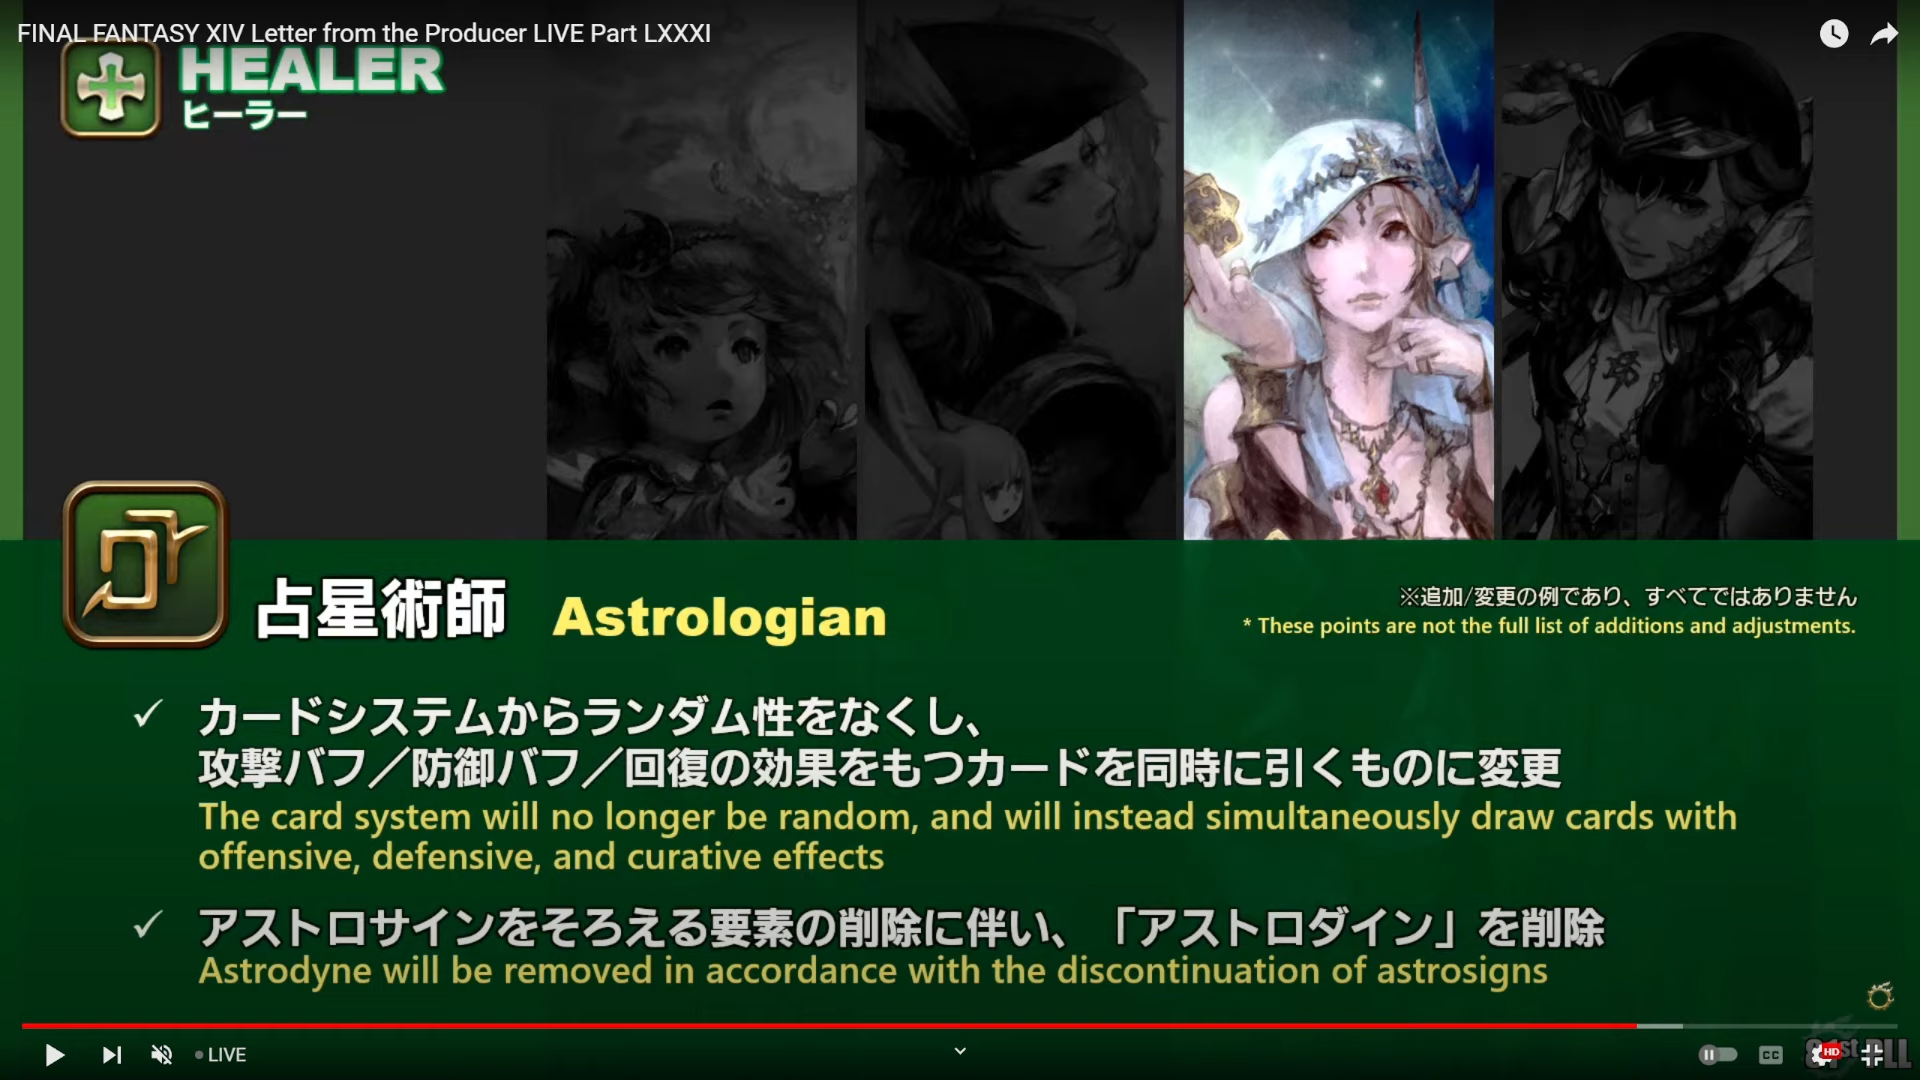 FINAL FANTASY XIV Letter from the Producer LIVE Part LXXXI
HEALER
ヒーラー
占星術師 Astrologian
※追加/変更の例であり、すべてではありません
* These points are not the full list of additions and adjustments.
✓ カードシステムからランダム性をなくし、
攻撃バフ／防御バフ／回復の効果をもつカードを同時に引くものに変更
The card system will no longer be random, and will instead simultaneously draw cards with
offensive, defensive, and curative effects
✓ アストロサインをそろえる要素の削除に伴い、「アストロダイン」を削除
Astrodyne will be removed in accordance with the discontinuation of astrosigns
LIVE
CC
HD
81st PLL